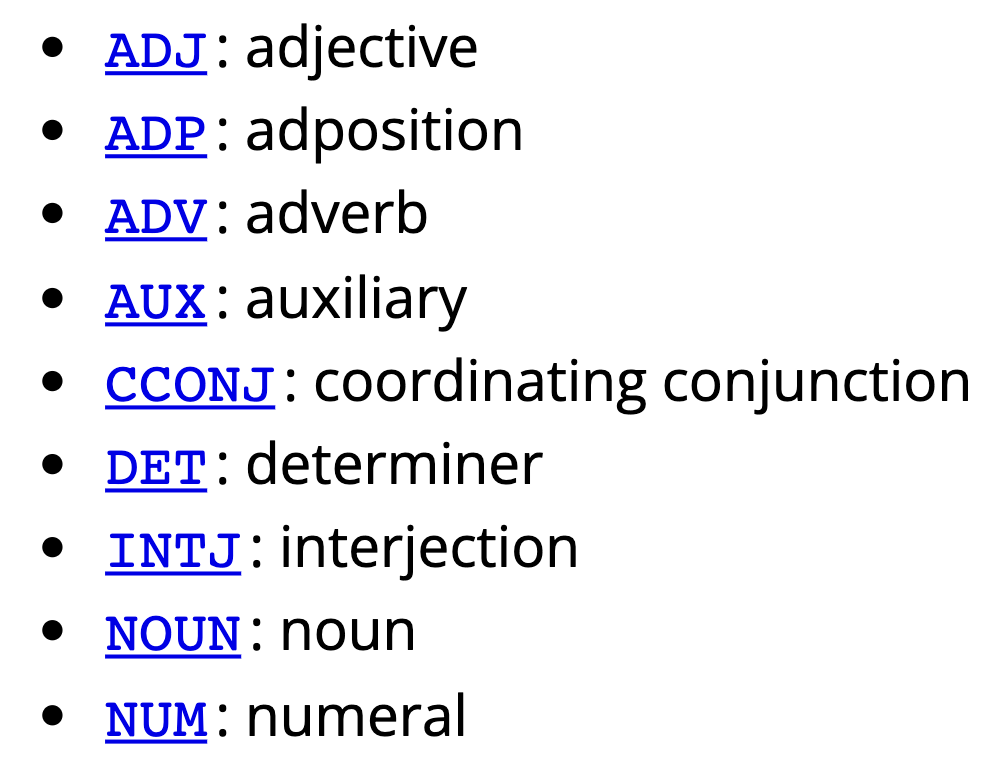 • ADJ: adjective
• ADP: adposition
• ADV: adverb
• AUX: auxiliary
• CCONJ: coordinating conjunction
• DET: determiner
• INTJ: interjection
• NOUN: noun
• NUM: numeral